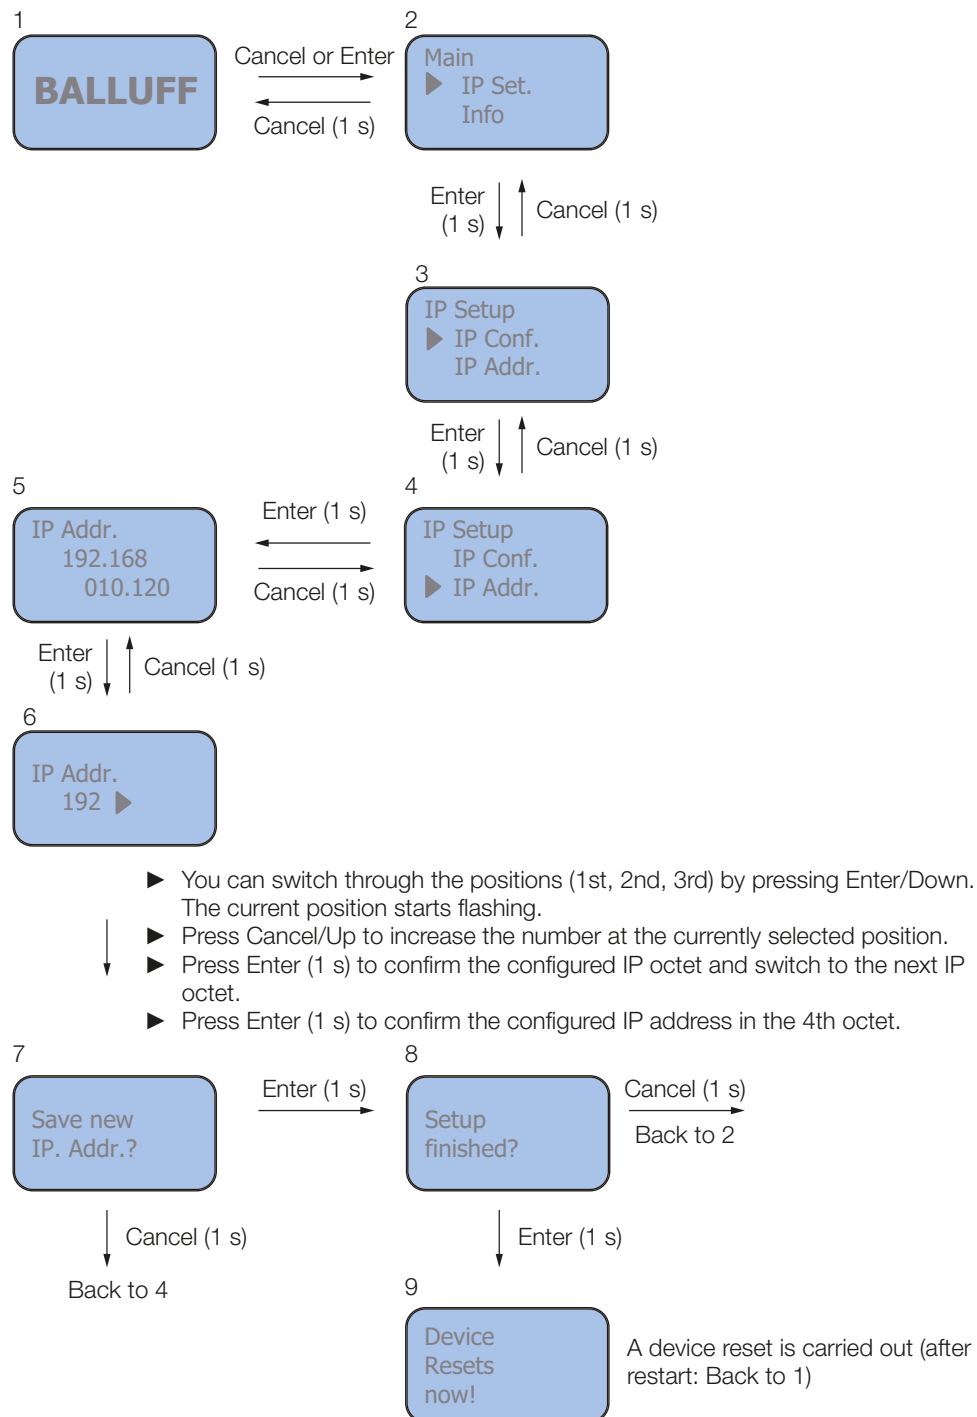 1
BALLUFF
Cancel or Enter
Cancel (1 s)
2
Main
IP Set.
Info
Enter
(1 s)
Cancel (1 s)
3
IP Setup
IP Conf.
IP Addr.
Enter
(1 s)
Cancel (1 s)
4
IP Setup
IP Conf.
IP Addr.
Enter (1 s)
Cancel (1 s)
5
IP Addr.
192.168
010.120
Enter
(1 s)
Cancel (1 s)
6
IP Addr.
192
► You can switch through the positions (1st, 2nd, 3rd) by pressing Enter/Down.
The current position starts flashing.
► Press Cancel/Up to increase the number at the currently selected position.
► Press Enter (1 s) to confirm the configured IP octet and switch to the next IP
octet.
► Press Enter (1 s) to confirm the configured IP address in the 4th octet.
7
Save new
IP. Addr.?
Enter (1 s)
Cancel (1 s)
Back to 4
8
Setup
finished?
Cancel (1 s)
Back to 2
Enter (1 s)
9
Device
Resets
now!
A device reset is carried out (after
restart: Back to 1)